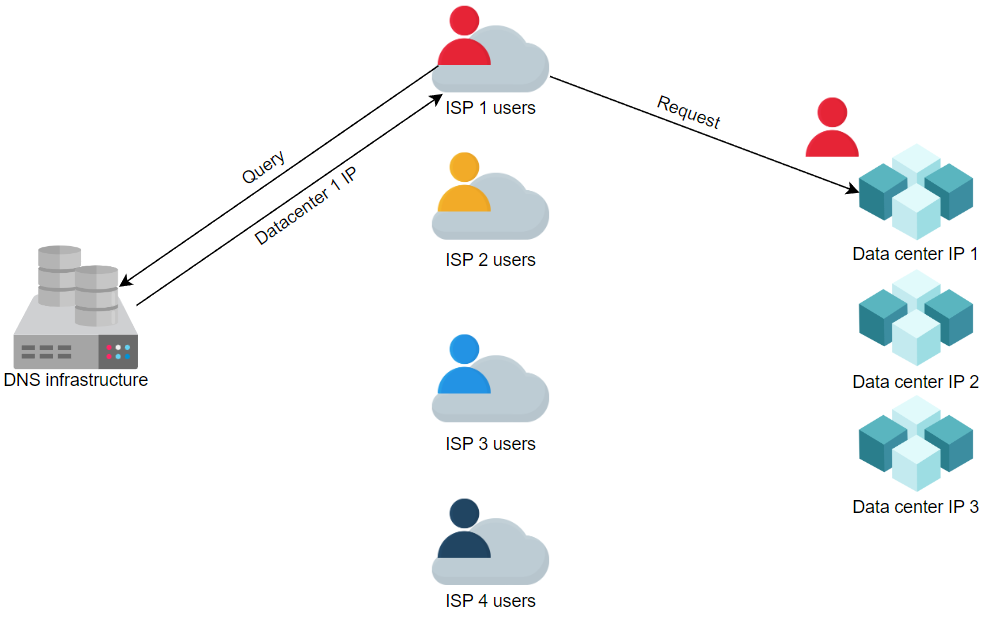 ISP 1 users
Request
Query
Datacenter 1 IP
ISP 2 users
Data center IP 1
DNS infrastructure
Data center IP 2
ISP 3 users
Data center IP 3
ISP 4 users